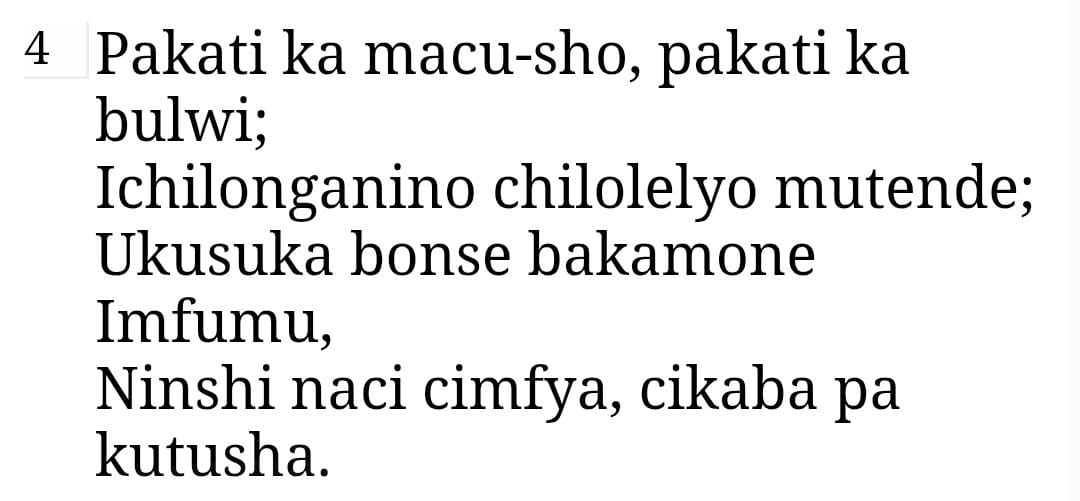 4 Pakati ka macu-sho, pakati ka
bulwi;
Ichilonganino chilolelyo mutende;
Ukusuka bonse bakamone
Imfumu,
Ninshi naci cimfya, cikaba pa
kutusha.